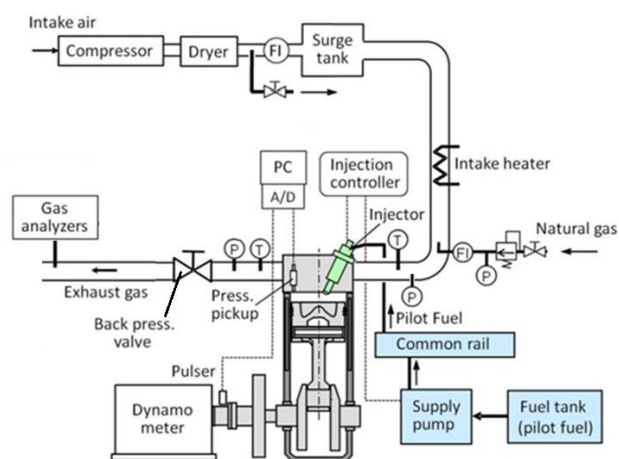 Intake air
Compressor
Dryer
FI
Surge
tank
PC
A/D
Injection
controller
Intake heater
Injector
Gas
analyzers
Natural gas
P
T
T
FI
P
Exhaust gas
Press.
pickup
P
Back press.
valve
Pilot Fuel
Common rail
Pulser
Dynamo
meter
Supply
pump
Fuel tank
(pilot fuel)